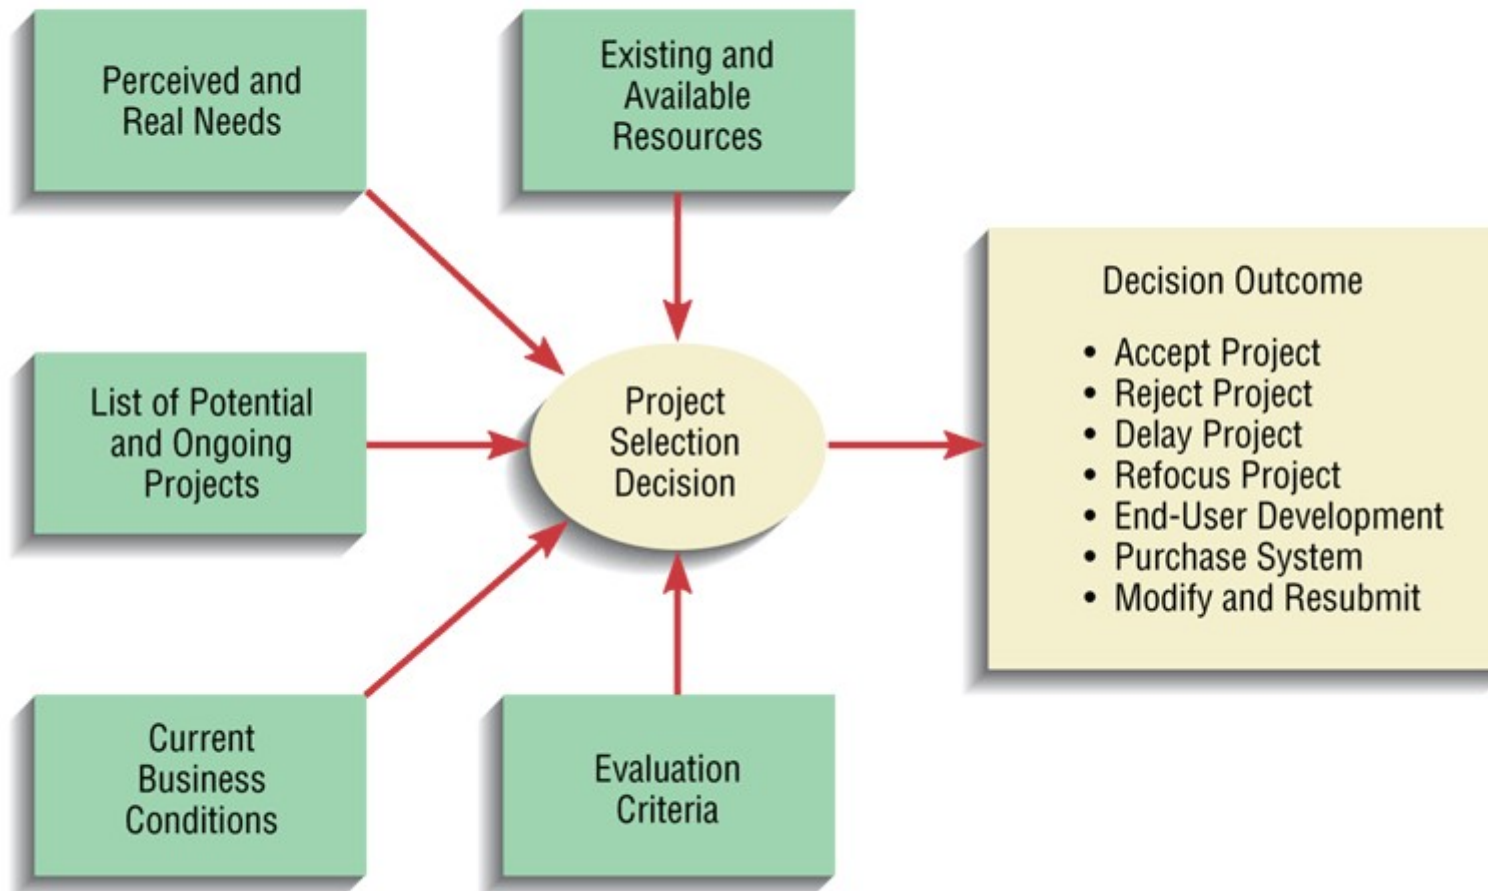 Perceived and
Real Needs
Existing and
Available
Resources
List of Potential
and Ongoing
Projects
Project
Selection
Decision
Decision Outcome
• Accept Project
• Reject Project
• Delay Project
• Refocus Project
• End-User Development
• Purchase System
• Modify and Resubmit
Current
Business
Conditions
Evaluation
Criteria